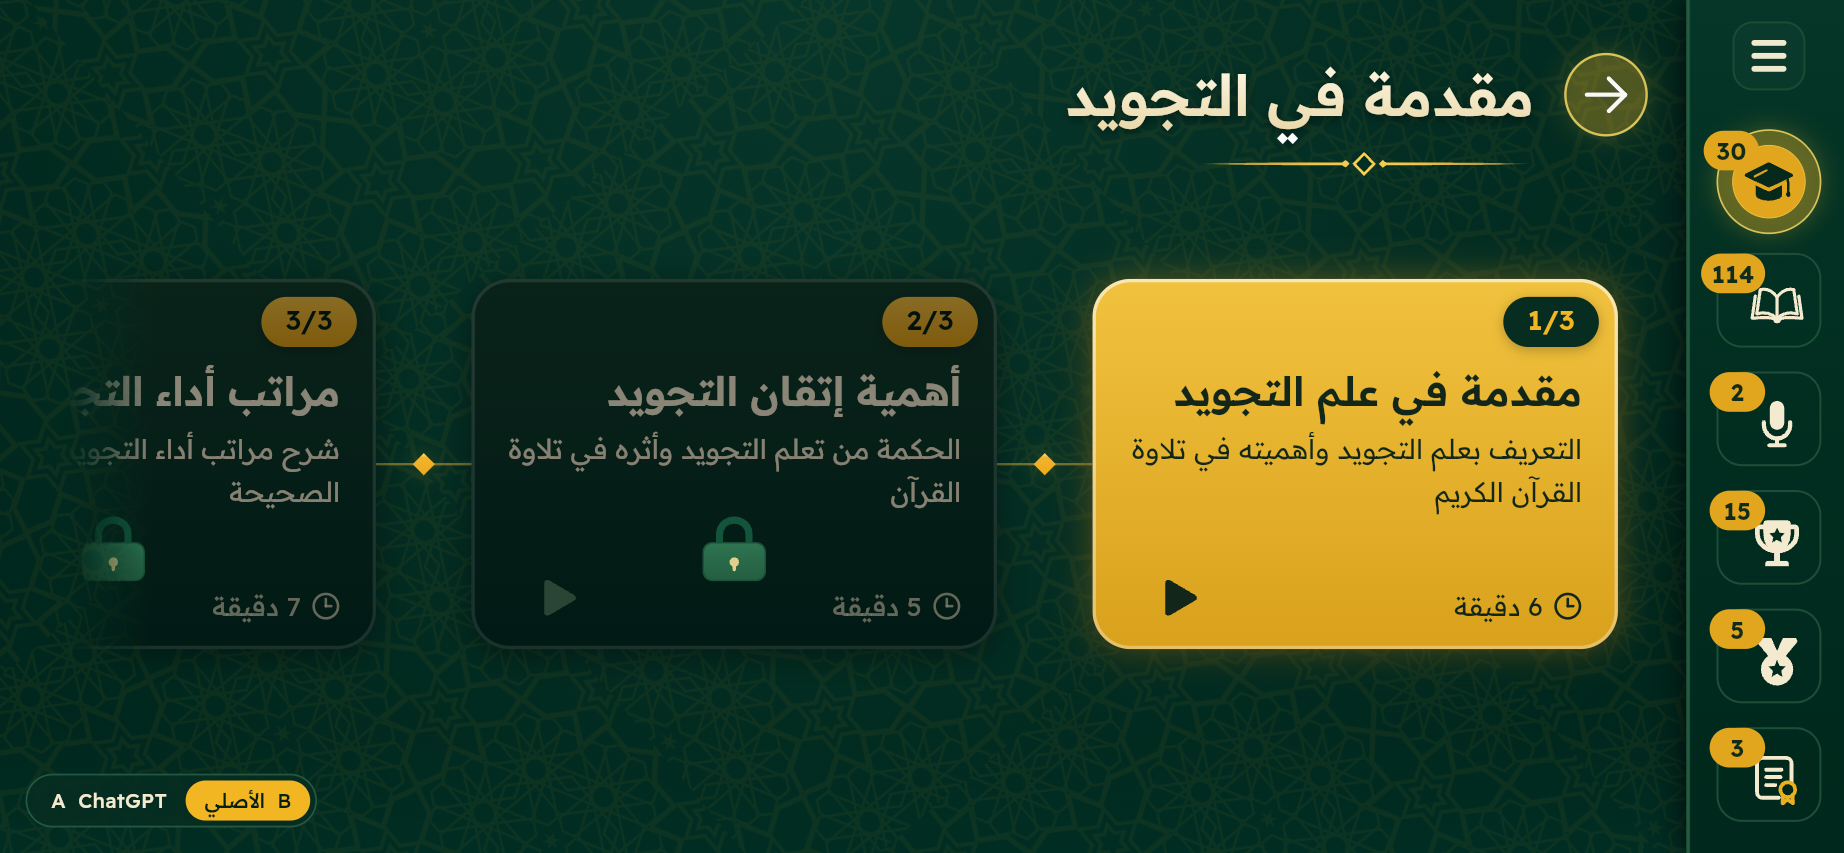 مقدمة في التجويد
30
114
2
15
5
3
1/3
مقدمة في علم التجويد
التعريف بعلم التجويد وأهميته في تلاوة
القرآن الكريم
6 دقيقة
2/3
أهمية إتقان التجويد
الحكمة من تعلم التجويد وأثره في تلاوة
القرآن
5 دقيقة
3/3
مراتب أداء
شرح مراتب أداء التجويد
الصحيحة
7 دقيقة
A ChatGPT
B الأصلي